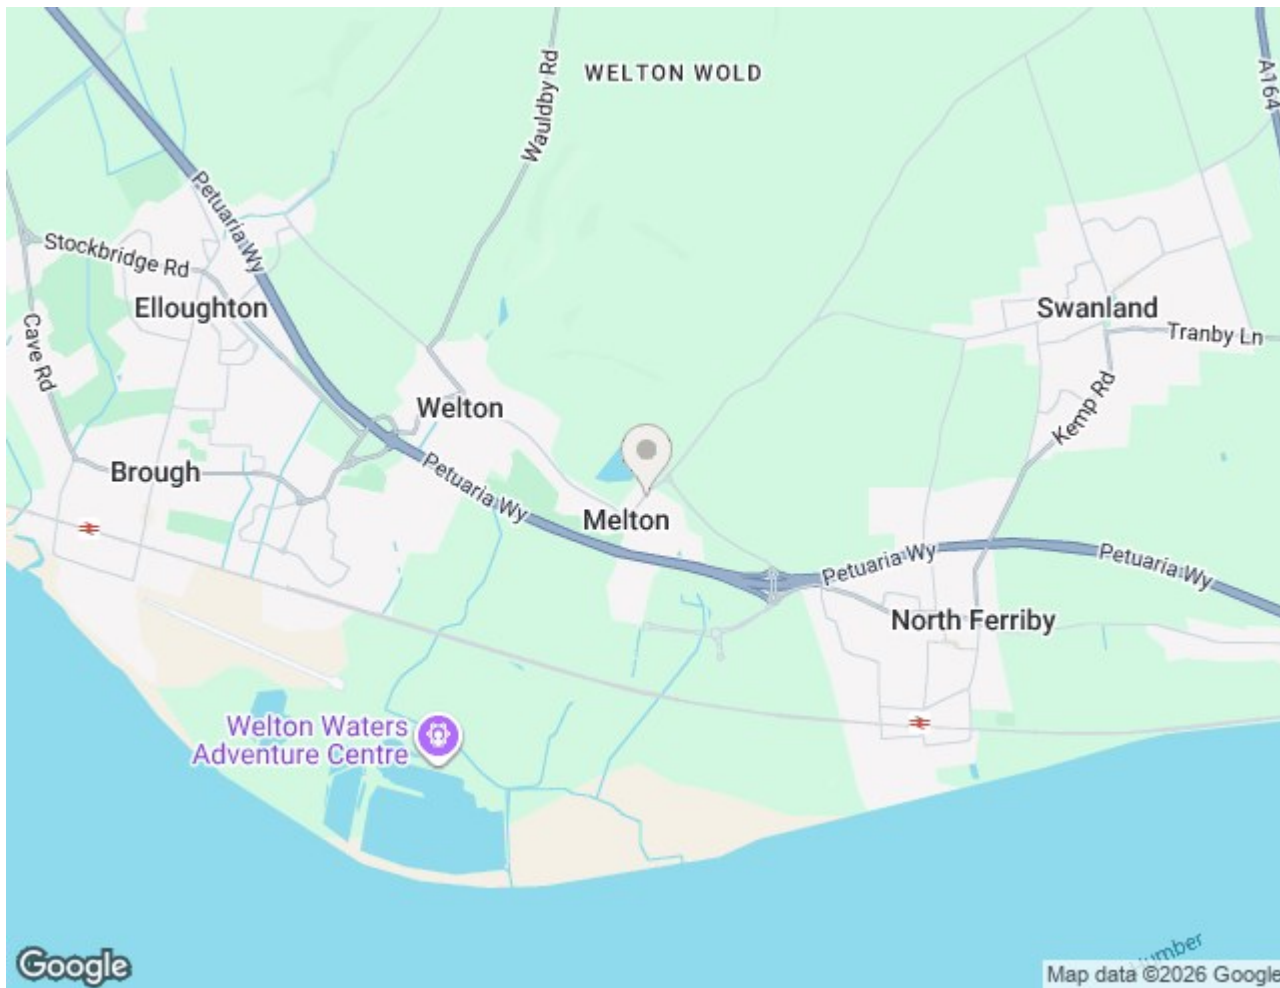 WELTON WOLD
Wauldby Rd
A164
Petuaria Wy
Stockbridge Rd
Elloughton
Swanland
Tranby Ln
Cave Rd
Kemp Rd
Welton
Brough
Petuaria Wy
Melton
Petuaria Wy
Petuaria Wy
North Ferriby
Welton Waters
Adventure Centre
Humber
Google
Map data ©2026 Google